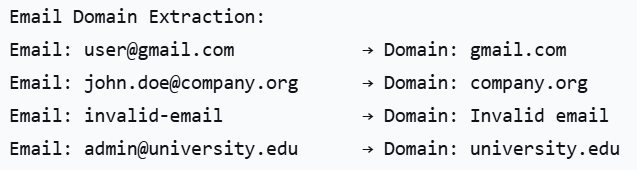 Email Domain Extraction:
Email: user@gmail.com → Domain: gmail.com
Email: john.doe@company.org → Domain: company.org
Email: invalid-email → Domain: Invalid email
Email: admin@university.edu → Domain: university.edu